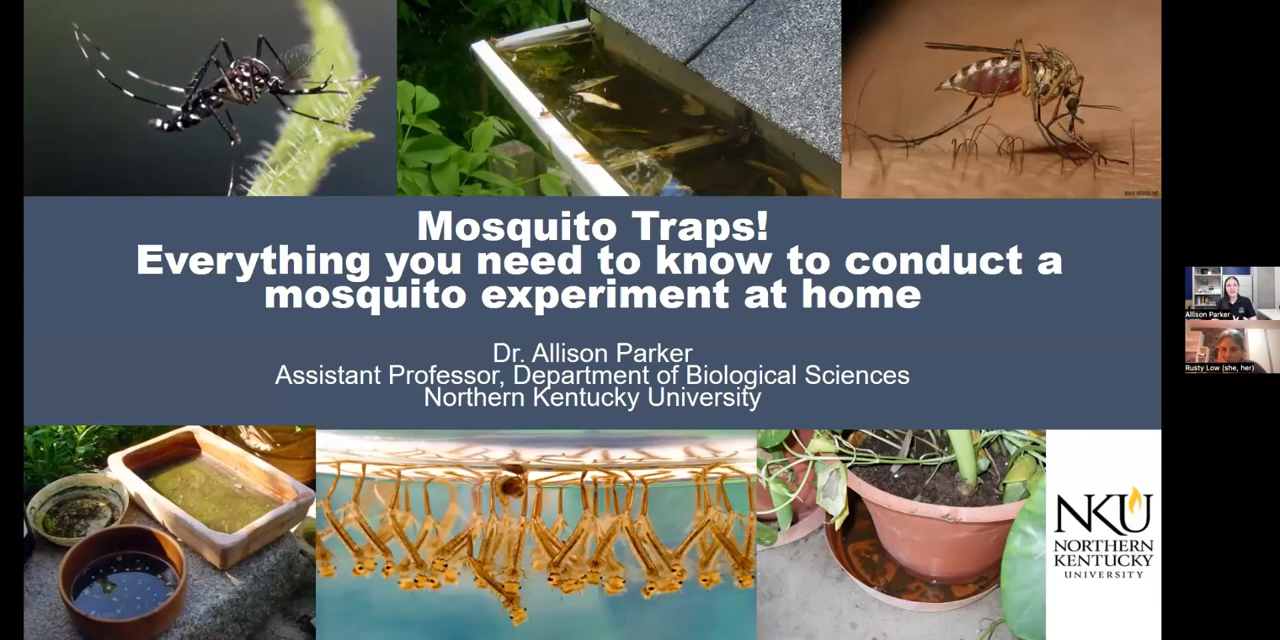 Mosquito Traps!
Everything you need to know to conduct a
mosquito experiment at home
Dr. Allison Parker
Assistant Professor, Department of Biological Sciences
Northern Kentucky University
Allison Parker
Rusty Low (she, her)
NKU
NORTHERN
KENTUCKY
UNIVERSITY